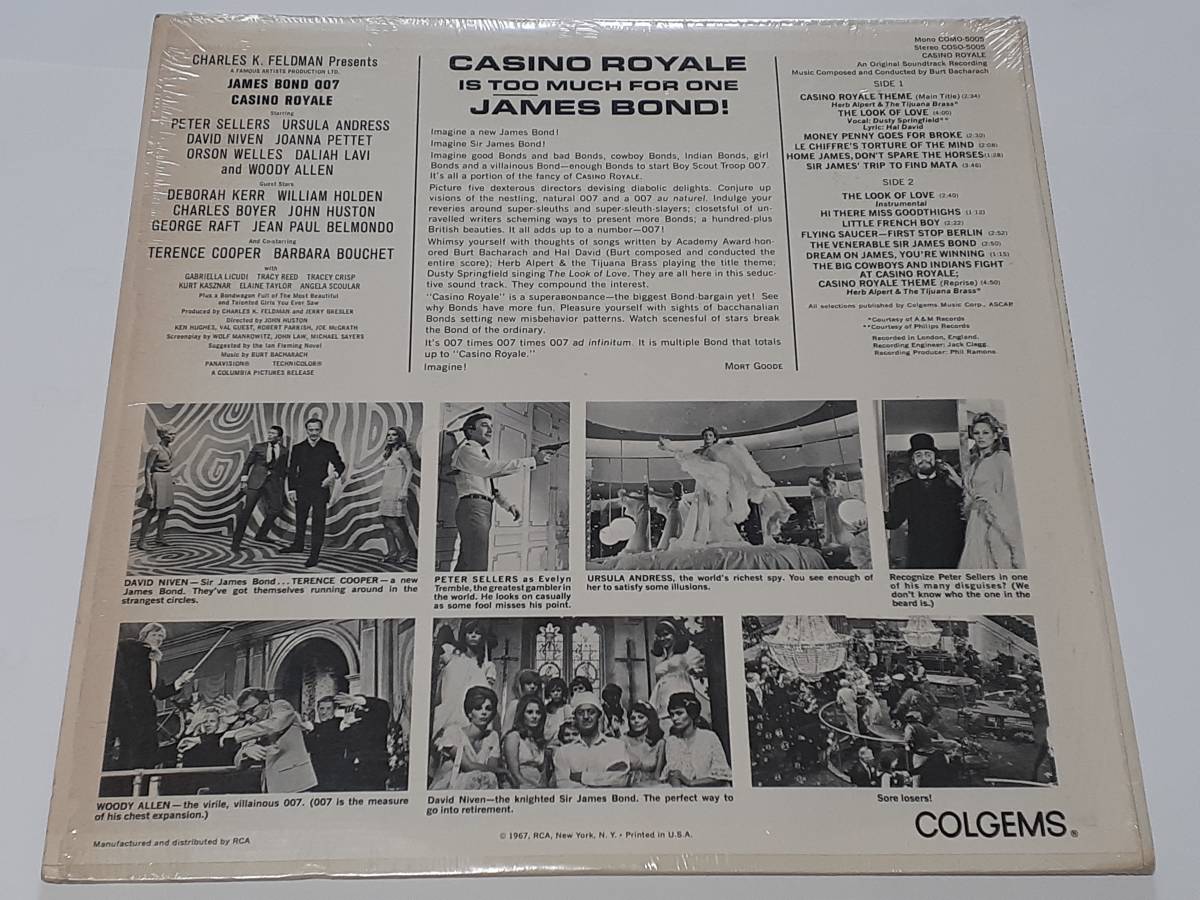 CHARLES K. FELDMAN Presents
A FAMOUS ARTISTS PRODUCTION LTD.
JAMES BOND 007
CASINO ROYALE
Starring
PETER SELLERS URSULA ANDRESS
DAVID NIVEN JOANNA PETTET
ORSON WELLES DALIAH LAVI
and WOODY ALLEN
Guest Stars
DEBORAH KERR WILLIAM HOLDEN
CHARLES BOYER JOHN HUSTON
GEORGE RAFT JEAN PAUL BELMONDO
And Co-starring
TERENCE COOPER BARBARA BOUCHET
with
GABRIELLA LICUDI TRACY REED TRACEY CRISP
KURT KASZNAR ELAINE TAYLOR ANGELA SCOULAR
Plus a Bondwagon Full of The Most Beautiful
and Talented Girls You Ever Saw
Produced by CHARLES K. FELDMAN and JERRY BRESLER
Directed by JOHN HUSTON
KEN HUGHES, VAL GUEST, ROBERT PARRISH, JOE McGRATH
Screenplay by WOLF MANKOWITZ, JOHN LAW, MICHAEL SAYERS
Suggested by the Ian Fleming Novel
Music by BURT BACHARACH
PANAVISION® TECHNICOLOR®
A COLUMBIA PICTURES RELEASE
CASINO ROYALE
IS TOO MUCH FOR ONE
JAMES BOND!
Imagine a new James Bond!
Imagine Sir James Bond!
Imagine good Bonds and bad Bonds, cowboy Bonds, Indian Bonds, girl
Bonds and a villainous Bond—enough Bonds to start Boy Scout Troop 007.
It's all a portion of the fancy of CASINO ROYALE.
Picture five dexterous directors devising diabolic delights. Conjure up
visions of the nestling, natural 007 and a 007 au naturel. Indulge your
reveries around super-sleuths and super-sleuth-slayers; closetsful of un-
ravelled writers scheming ways to present more Bonds; a hundred-plus
British beauties. It all adds up to a number—007!
Whimsy yourself with thoughts of songs written by Academy Award-hon-
ored Burt Bacharach and Hal David (Burt composed and conducted the
entire score); Herb Alpert & the Tijuana Brass playing the title theme;
Dusty Springfield singing The Look of Love. They are all here in this seduc-
tive sound track. They compound the interest.
"Casino Royale" is a superaBONDance—the biggest Bond-bargain yet! See
why Bonds have more fun. Pleasure yourself with sights of bacchanalian
Bonds setting new misbehavior patterns. Watch scenesful of stars break
the Bond of the ordinary.
It's 007 times 007 times 007 ad infinitum. It is multiple Bond that totals
up to "Casino Royale."
Imagine! MORT GOODE
Mono COMO-5005
Stereo COSO-5005
CASINO ROYALE
An Original Soundtrack Recording
Music Composed and Conducted by Burt Bacharach
SIDE 1
CASINO ROYALE THEME (Main Title) (2:34)
Herb Alpert & The Tijuana Brass*
THE LOOK OF LOVE (4:00)
Vocal: Dusty Springfield**
Lyric: Hal David
MONEY PENNY GOES FOR BROKE (2:30)
LE CHIFFRE'S TORTURE OF THE MIND (2:08)
HOME JAMES, DON'T SPARE THE HORSES (1:28)
SIR JAMES' TRIP TO FIND MATA (3:46)
SIDE 2
THE LOOK OF LOVE (2:40)
Instrumental
HI THERE MISS GOODTHIGHS (1:12)
LITTLE FRENCH BOY (2:22)
FLYING SAUCER—FIRST STOP BERLIN (2:52)
THE VENERABLE SIR JAMES BOND (2:50)
DREAM ON JAMES, YOU'RE WINNING (1:15)
THE BIG COWBOYS AND INDIANS FIGHT
AT CASINO ROYALE;
CASINO ROYALE THEME (Reprise) (4:50)
Herb Alpert & The Tijuana Brass*
All selections published by Colgems Music Corp., ASCAP
*Courtesy of A&M Records
**Courtesy of Philips Records
Recorded in London, England.
Recording Engineer: Jack Clegg.
Recording Producer: Phil Ramone.
DAVID NIVEN—Sir James Bond...TERENCE COOPER—a new
James Bond. They've got themselves running around in the
strangest circles.
PETER SELLERS as Evelyn
Tremble, the greatest gambler in
the world. He looks on casually
as some fool misses his point.
URSULA ANDRESS, the world's richest spy. You see enough of
her to satisfy some illusions.
Recognize Peter Sellers in one
of his many disguises? (We
don't know who the one in the
beard is.)
WOODY ALLEN—the virile, villainous 007. (007 is the measure
of his chest expansion.)
David Niven—the knighted Sir James Bond. The perfect way to
go into retirement.
Sore losers!
COLGEMS®
Manufactured and distributed by RCA
© 1967, RCA, New York, N. Y. • Printed in U.S.A.